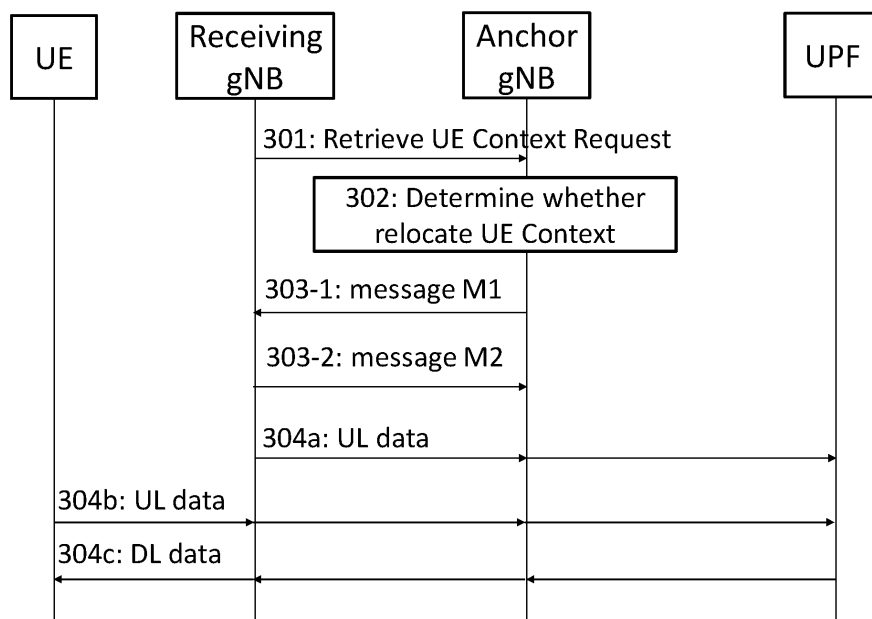 UE
Receiving
gNB
Anchor
gNB
UPF
301: Retrieve UE Context Request
302: Determine whether
relocate UE Context
303-1: message M1
303-2: message M2
304a: UL data
304b: UL data
304c: DL data